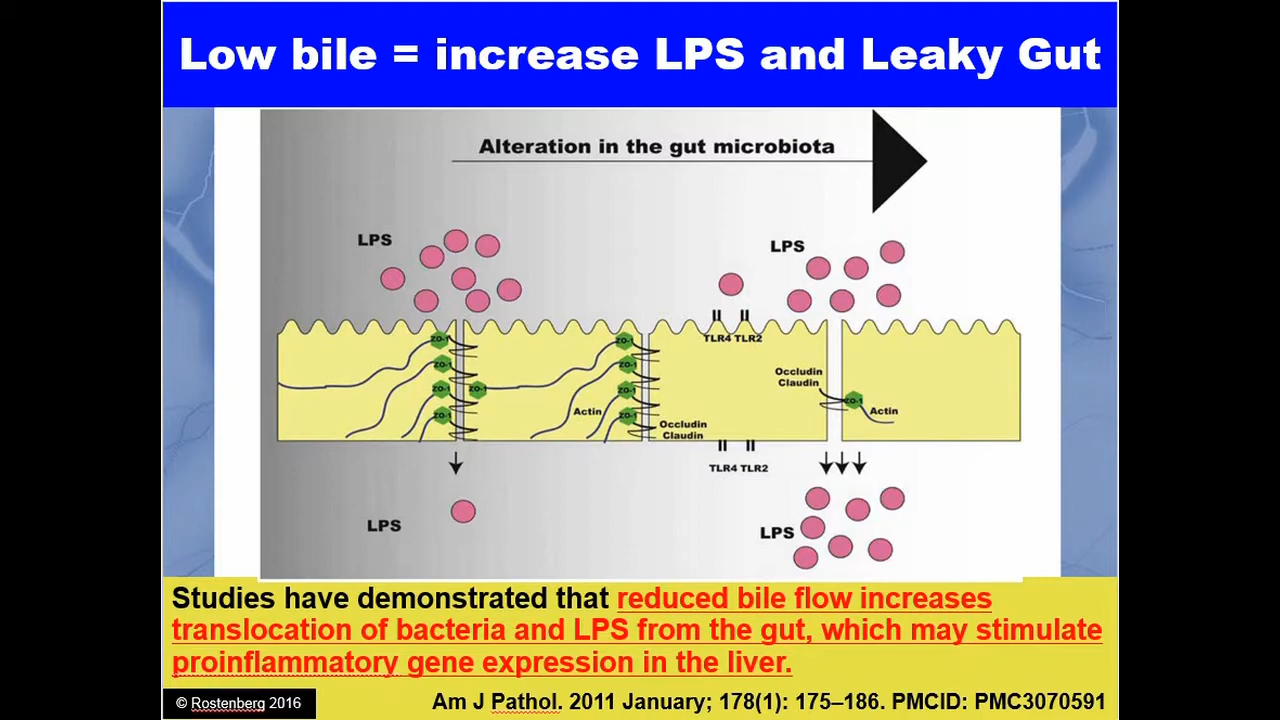 Low bile = increase LPS and Leaky Gut
Alteration in the gut microbiota
LPS
LPS
TLR4 TLR2
ZO-1
ZO-1
ZO-1
ZO-1
ZO-1
ZO-1
ZO-1
ZO-1
ZO-1
Actin
Occludin
Claudin
Occludin
Claudin
ZO-1
Actin
TLR4 TLR2
LPS
LPS
Studies have demonstrated that reduced bile flow increases
translocation of bacteria and LPS from the gut, which may stimulate
proinflammatory gene expression in the liver.
© Rostenberg 2016
Am J Pathol. 2011 January; 178(1): 175–186. PMCID: PMC3070591